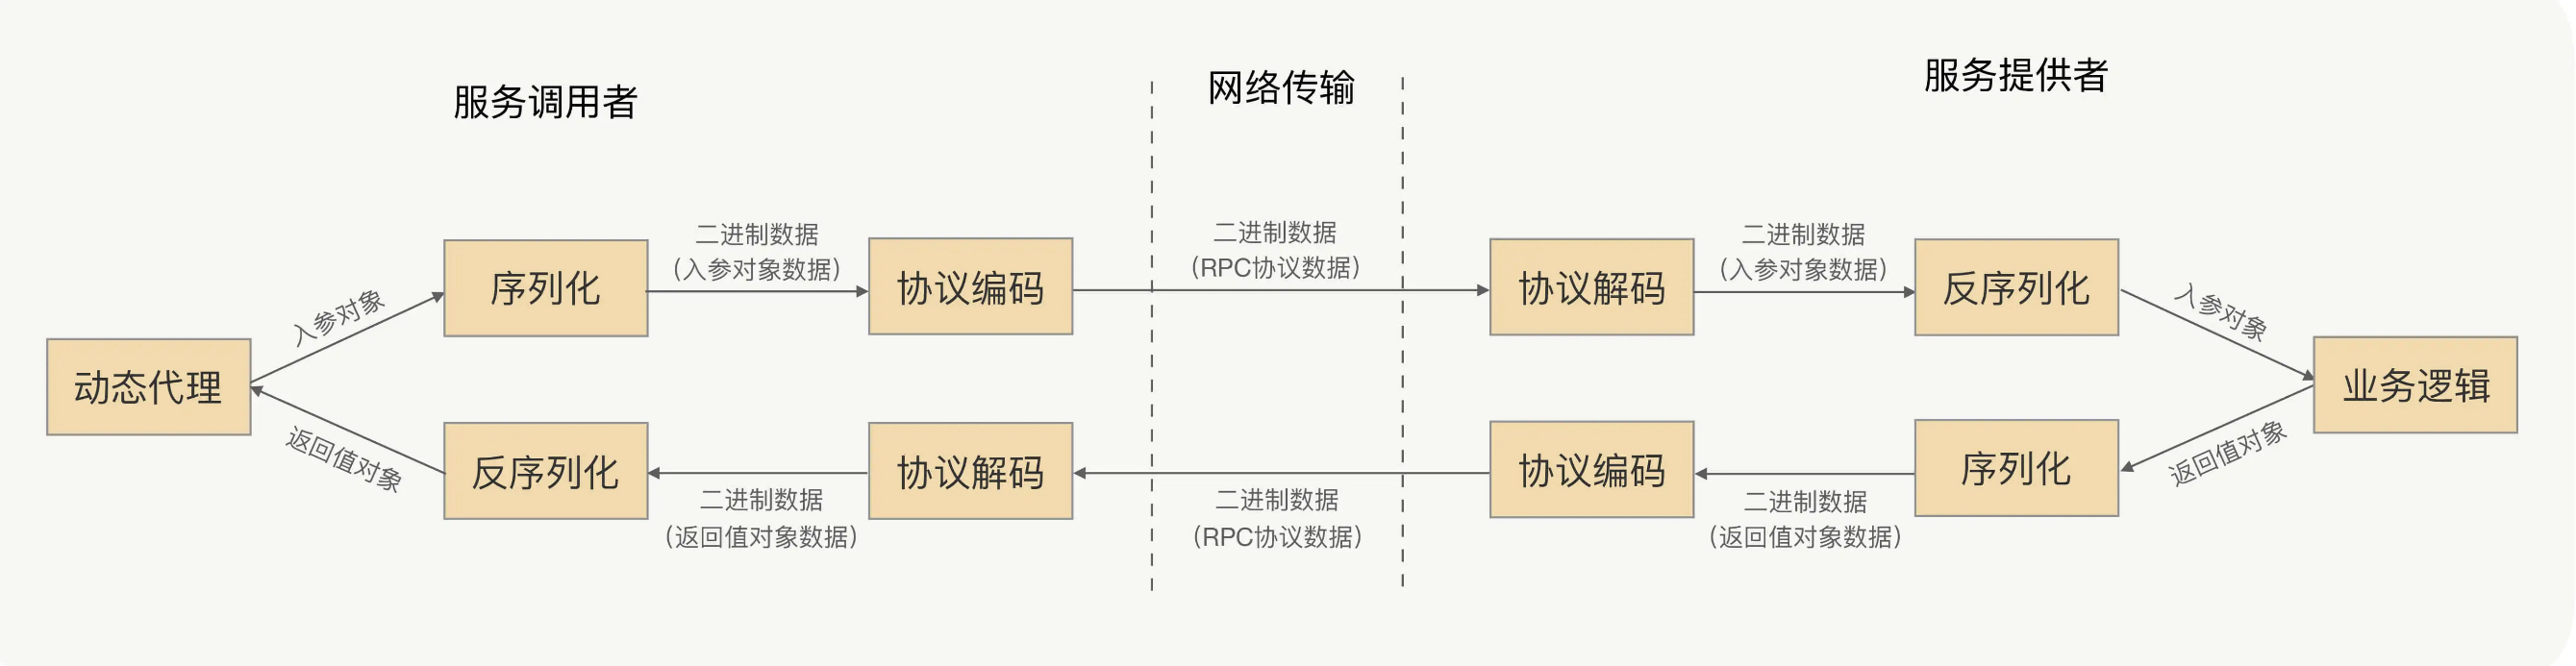 服务调用者
网络传输
服务提供者
二进制数据
(入参对象数据)
二进制数据
(RPC协议数据)
二进制数据
(入参对象数据)
序列化
协议编码
协议解码
反序列化
入参对象
入参对象
动态代理
业务逻辑
返回值对象
返回值对象
反序列化
协议解码
协议编码
序列化
二进制数据
(返回值对象数据)
二进制数据
(RPC协议数据)
二进制数据
(返回值对象数据)